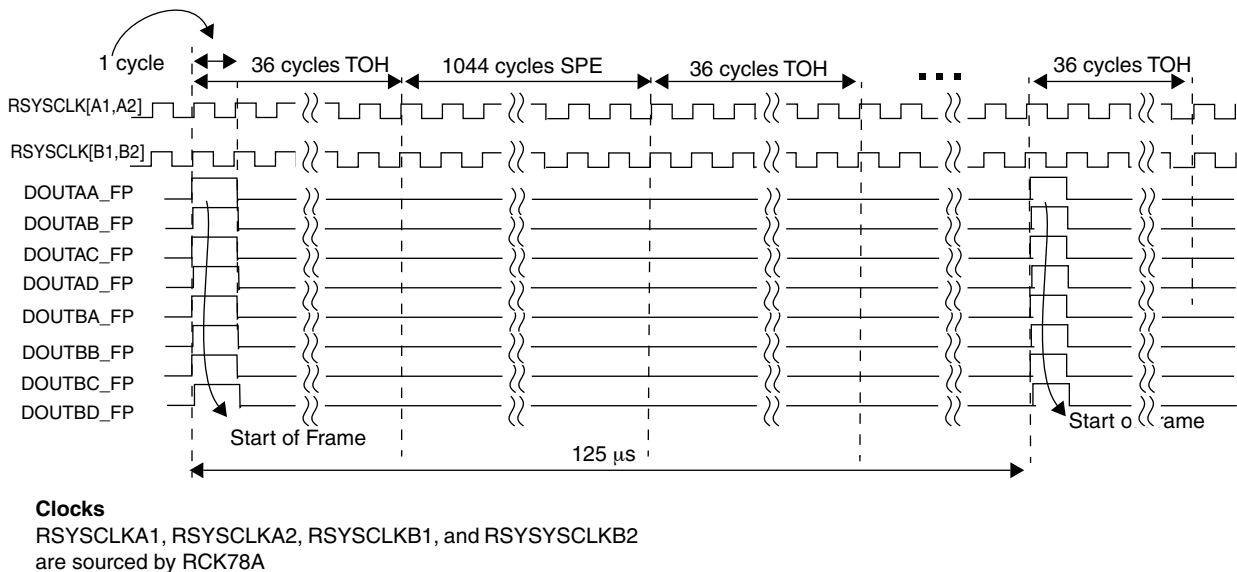 1 cycle
36 cycles TOH
1044 cycles SPE
36 cycles TOH
36 cycles TOH
RSYSCLK[A1,A2]
RSYSCLK[B1,B2]
DOUTAA_FP
DOUTAB_FP
DOUTAC_FP
DOUTAD_FP
DOUTBA_FP
DOUTBB_FP
DOUTBC_FP
DOUTBD_FP
Start of Frame
Start o
125 μs
Clocks
RSYSCLKA1, RSYSCLKA2, RSYSCLKB1, and RSYSYSCLKB2
are sourced by RCK78A